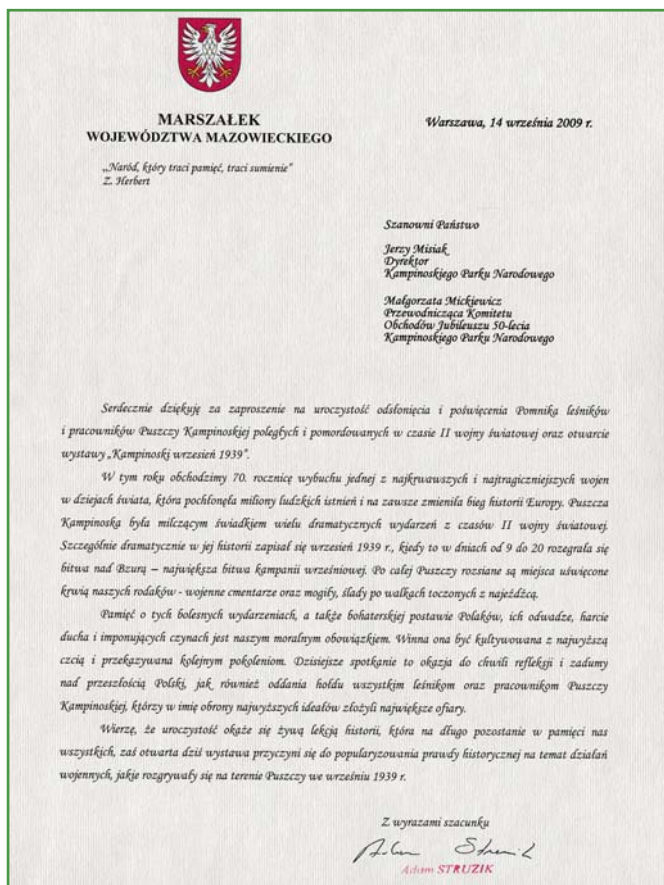 MARSZAŁEK
WOJEWÓDZTWA MAZOWIECKIEGO
Warszawa, 14 września 2009 r.
„Naród, który traci pamięć, traci sumienie"
Z. Herbert
Szanowni Państwo
Jerzy Misiak
Dyrektor
Kampinoskiego Parku Narodowego
Małgorzata Mickiewicz
Przewodnicząca Komitetu
Obchodów Jubileuszu 50-lecia
Kampinoskiego Parku Narodowego
Serdecznie dziękuję za zaproszenie na uroczystość odsłonięcia i poświęcenia Pomnika leśników
i pracowników Puszczy Kampinoskiej poległych i pomordowanych w czasie II wojny światowej oraz otwarcie
wystawy „Kampinoski wrzesień 1939".
W tym roku obchodzimy 70. rocznicę wybuchu jednej z najkrwawszych i najtragiczniejszych wojen
w dziejach świata, która pochłonęła miliony ludzkich istnień i na zawsze zmieniła bieg historii Europy. Puszcza
Kampinoska była milczącym świadkiem wielu dramatycznych wydarzeń z czasów II wojny światowej.
Szczególnie dramatycznie w jej historii zapisał się wrzesień 1939 r., kiedy to w dniach od 9 do 20 rozegrała się
bitwa nad Bzurą – największa bitwa kampanii wrześniowej. Po całej Puszczy rozsiane są miejsca uświęcone
krwią naszych rodaków - wojenne cmentarze oraz mogiły, ślady po walkach toczonych z najeźdźcą.
Pamięć o tych bolesnych wydarzeniach, a także bohaterskiej postawie Polaków, ich odwadze, harcie
ducha i imponujących czynach jest naszym moralnym obowiązkiem. Winna ona być kultywowana z najwyższą
czcią i przekazywana kolejnym pokoleniom. Dzisiejsze spotkanie to okazja do chwili refleksji i zadumy
nad przeszłością Polski, jak również oddania hołdu wszystkim leśnikom oraz pracownikom Puszczy
Kampinoskiej, którzy w imię obrony najwyższych ideałów złożyli największe ofiary.
Wierzę, że uroczystość okaże się żywą lekcją historii, która na długo pozostanie w pamięci nas
wszystkich, zaś otwarta dziś wystawa przyczyni się do popularyzowania prawdy historycznej na temat działań
wojennych, jakie rozgrywały się na terenie Puszczy we wrześniu 1939 r.
Z wyrazami szacunku
Adam Struzik
Adam STRUZIK